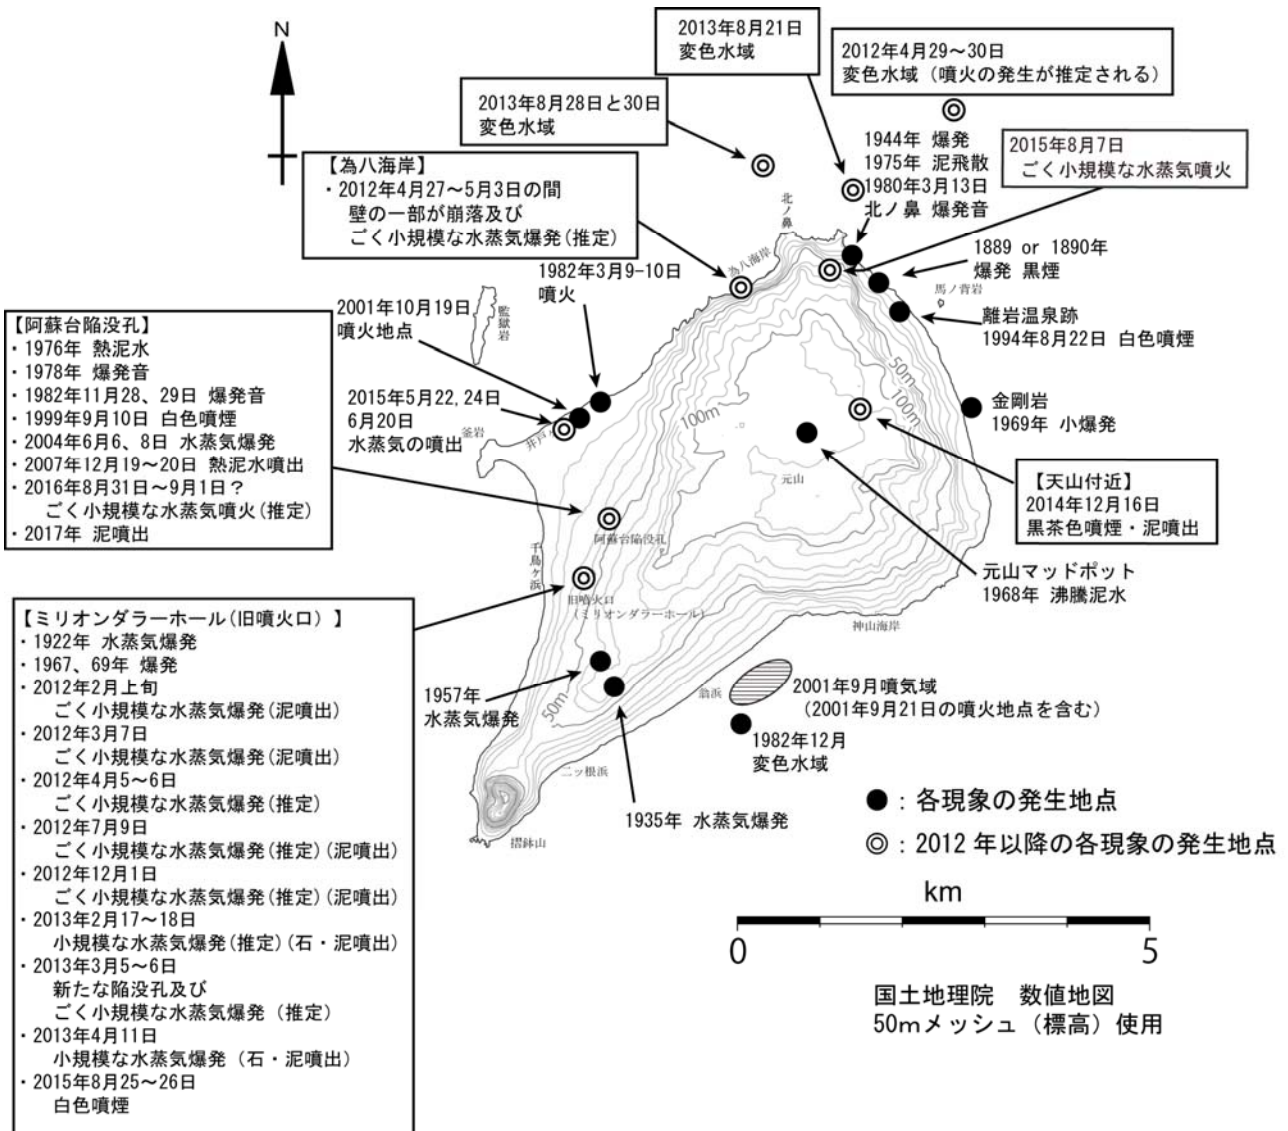 N
2013年8月21日
変色水域
2012年4月29～30日
変色水域（噴火の発生が推定される）
2013年8月28日と30日
変色水域
1944年 爆発
1975年 泥飛散
1980年3月13日
北ノ鼻 爆発音
2015年8月7日
ごく小規模な水蒸気噴火
【為八海岸】
・2012年4月27～5月3日の間
壁の一部が崩落及び
ごく小規模な水蒸気爆発(推定)
北ノ鼻
為八海岸
1889 or 1890年
爆発 黒煙
馬ノ背岩
離岩温泉跡
1994年8月22日 白色噴煙
1982年3月9-10日
噴火
2001年10月19日
噴火地点
監獄岩
【阿蘇台陥没孔】
・1976年 熱泥水
・1978年 爆発音
・1982年11月28、29日 爆発音
・1999年9月10日 白色噴煙
・2004年6月6、8日 水蒸気爆発
・2007年12月19～20日 熱泥水噴出
・2016年8月31日～9月1日？
ごく小規模な水蒸気噴火(推定)
・2017年 泥噴出
2015年5月22,24日
6月20日
水蒸気の噴出
釜岩
井戸ヶ
50m
100m
100m
金剛岩
1969年 小爆発
元山
【天山付近】
2014年12月16日
黒茶色噴煙・泥噴出
阿蘇台陥没孔
千鳥ヶ浜
元山マッドポット
1968年 沸騰泥水
旧噴火口
（ミリオンダラーホール）
神山海岸
【ミリオンダラーホール(旧噴火口)】
・1922年 水蒸気爆発
・1967、69年 爆発
・2012年2月上旬
ごく小規模な水蒸気爆発(泥噴出)
・2012年3月7日
ごく小規模な水蒸気爆発(泥噴出)
・2012年4月5～6日
ごく小規模な水蒸気爆発(推定)
・2012年7月9日
ごく小規模な水蒸気爆発(推定)(泥噴出)
・2012年12月1日
ごく小規模な水蒸気爆発(推定)(泥噴出)
・2013年2月17～18日
小規模な水蒸気爆発(推定)(石・泥噴出)
・2013年3月5～6日
新たな陥没孔及び
ごく小規模な水蒸気爆発（推定）
・2013年4月11日
小規模な水蒸気爆発（石・泥噴出）
・2015年8月25～26日
白色噴煙
1957年
水蒸気爆発
50m
翁浜
2001年9月噴気域
（2001年9月21日の噴火地点を含む）
1982年12月
変色水域
二ッ根浜
1935年 水蒸気爆発
摺鉢山
●：各現象の発生地点
◎：2012年以降の各現象の発生地点
km
0
5
国土地理院 数値地図
50mメッシュ（標高）使用